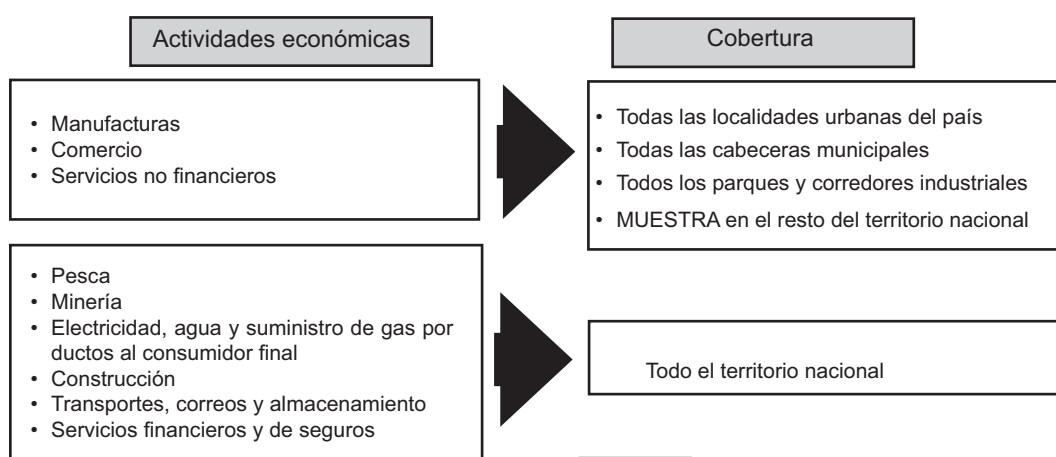 Actividades económicas
Cobertura
• Manufacturas
• Comercio
• Servicios no financieros
• Todas las localidades urbanas del país
• Todas las cabeceras municipales
• Todos los parques y corredores industriales
• MUESTRA en el resto del territorio nacional
• Pesca
• Minería
• Electricidad, agua y suministro de gas por
ductos al consumidor final
• Construcción
• Transportes, correos y almacenamiento
• Servicios financieros y de seguros
Todo el territorio nacional